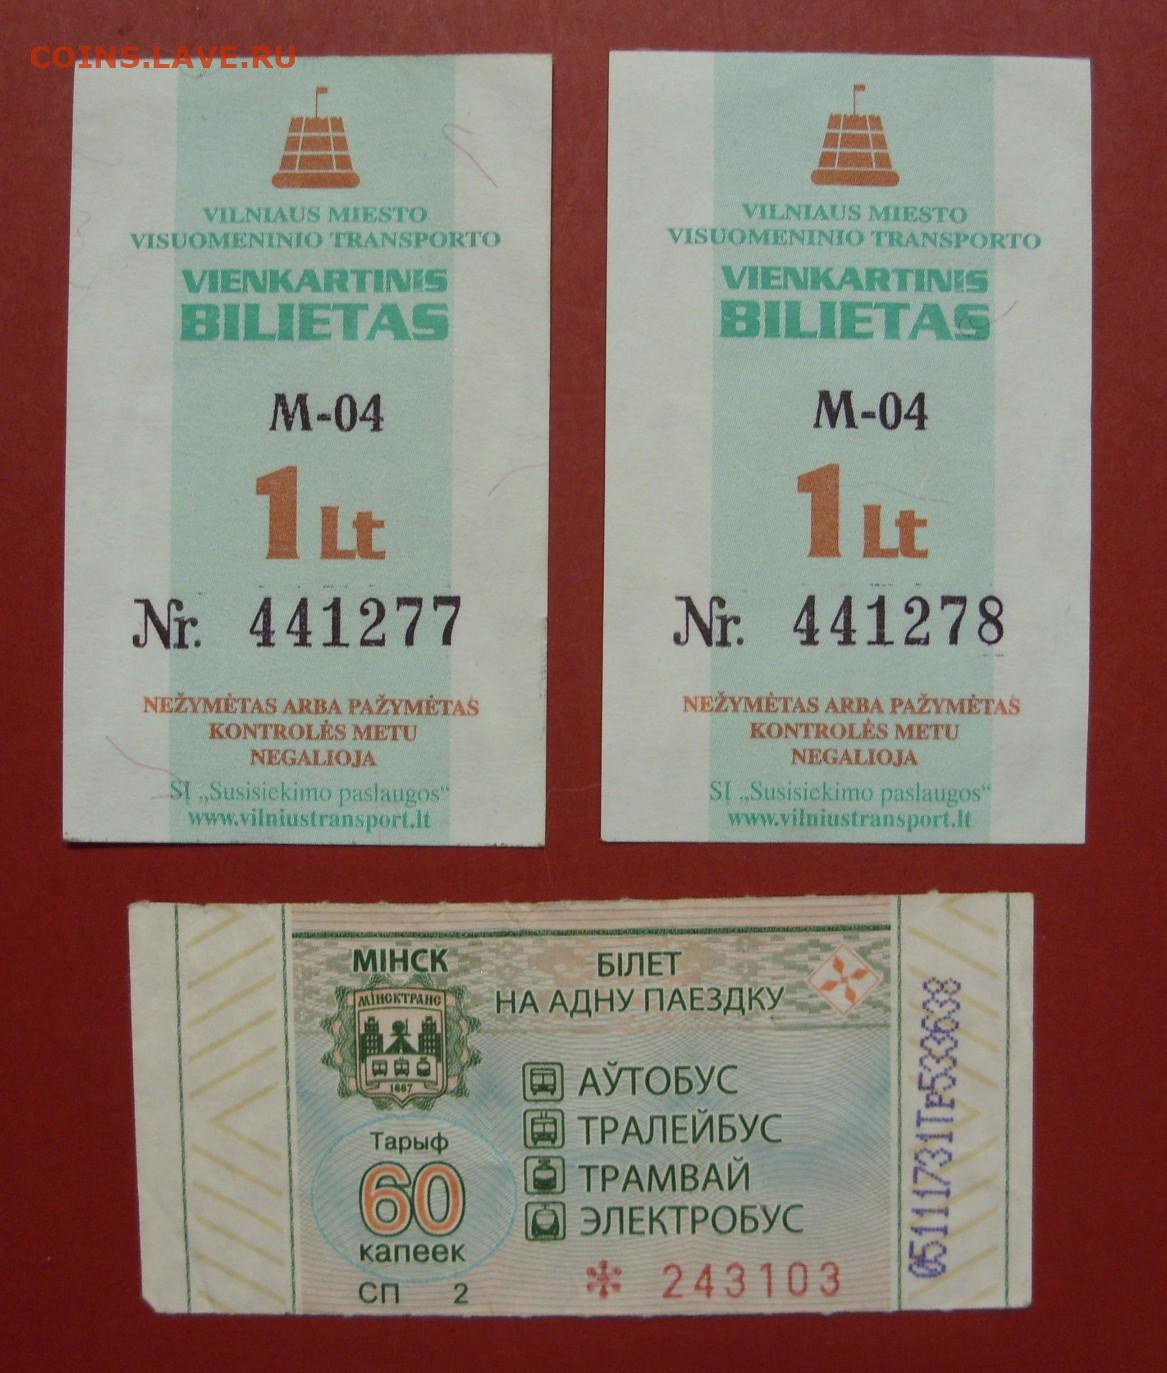 COINS.LAVE.RU
VILNIAUS MIESTO
VISUOMENINIO TRANSPORTO
VIENKARTINIS
BILIETAS
M-04
1 Lt
Nr. 441277
NEŽYMĖTAS ARBA PAŽYMĖTAS
KONTROLĖS METU
NEGALIOJA
SĮ „Susisiekimo paslaugos“
www.vilniustransport.lt
VILNIAUS MIESTO
VISUOMENINIO TRANSPORTO
VIENKARTINIS
BILIETAS
M-04
1 Lt
Nr. 441278
NEŽYMĖTAS ARBA PAŽYMĖTAS
KONTROLĖS METU
NEGALIOJA
SĮ „Susisiekimo paslaugos“
www.vilniustransport.lt
МІНСК
МІНСКТРАНС
1887
Тарыф
60
капеек
СП 2
БІЛЕТ
НА АДНУ ПАЕЗДКУ
АЎТОБУС
ТРАЛЕЙБУС
ТРАМВАЙ
ЭЛЕКТРОБУС
243103